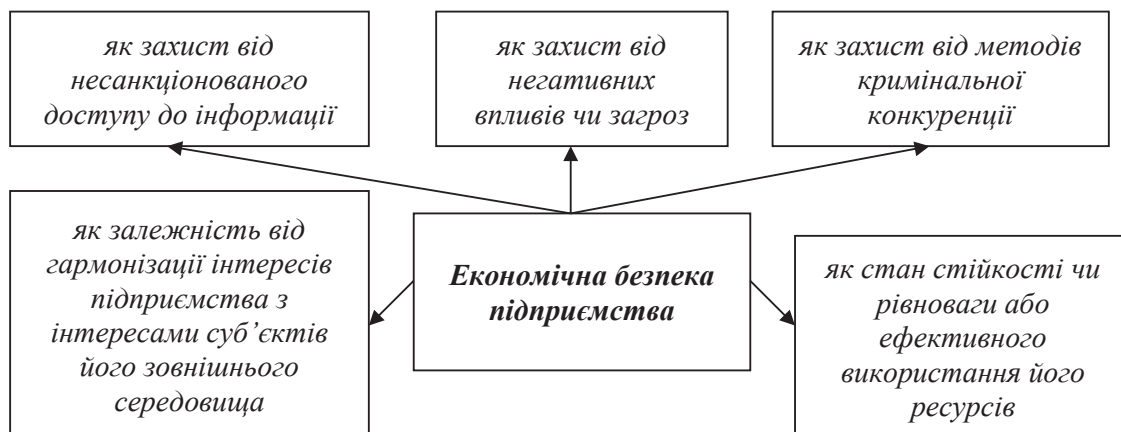 як захист від
несанкціонованого
доступу до інформації
як захист від
негативних
впливів чи загроз
як захист від методів
кримінальної
конкуренції
як залежність від
гармонізації інтересів
підприємства з
інтересами суб’єктів
його зовнішнього
середовища
Економічна безпека
підприємства
як стан стійкості чи
рівноваги або
ефективного
використання його
ресурсів